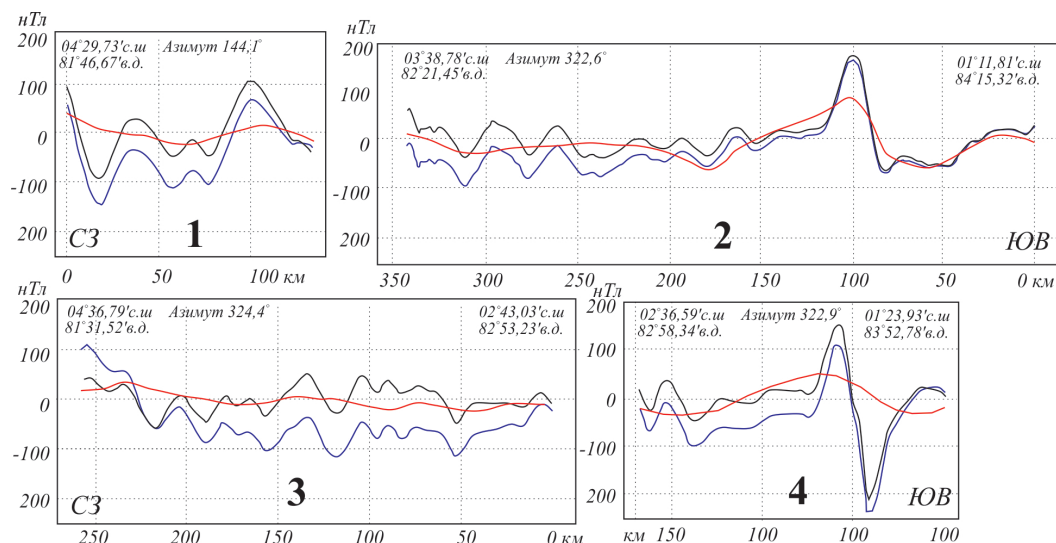 нТл
200
100
0
-100
200
04°29,73'с.ш Азимут 144,1°
81°46,67'в.д.
СЗ 1
0 50 100 км
нТл
200
100
0
-100
200
03°38,78'с.ш Азимут 322,6° 01°11,81'с.ш
82°21,45'в.д. 84°15,32'в.д.
2 ЮВ
350 300 250 200 150 100 50 0 км
нТл
200
100
0
-100
200
04°36,79'с.ш Азимут 324,4° 02°43,03'с.ш
81°31,52'в.д. 82°53,23'в.д.
СЗ 3
250 200 150 100 50 0 км
нТл
200
100
0
-100
200
02°36,59'с.ш Азимут 322,9° 01°23,93'с.ш
82°58,34'в.д. 83°52,78'в.д.
4 ЮВ
км 150 100 100 100